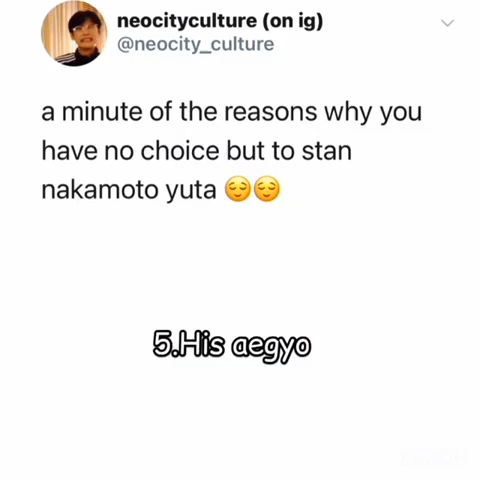 neocityculture (on ig)
@neocity_culture
a minute of the reasons why you
have no choice but to stan
nakamoto yuta 😌😌
5.His aegyo